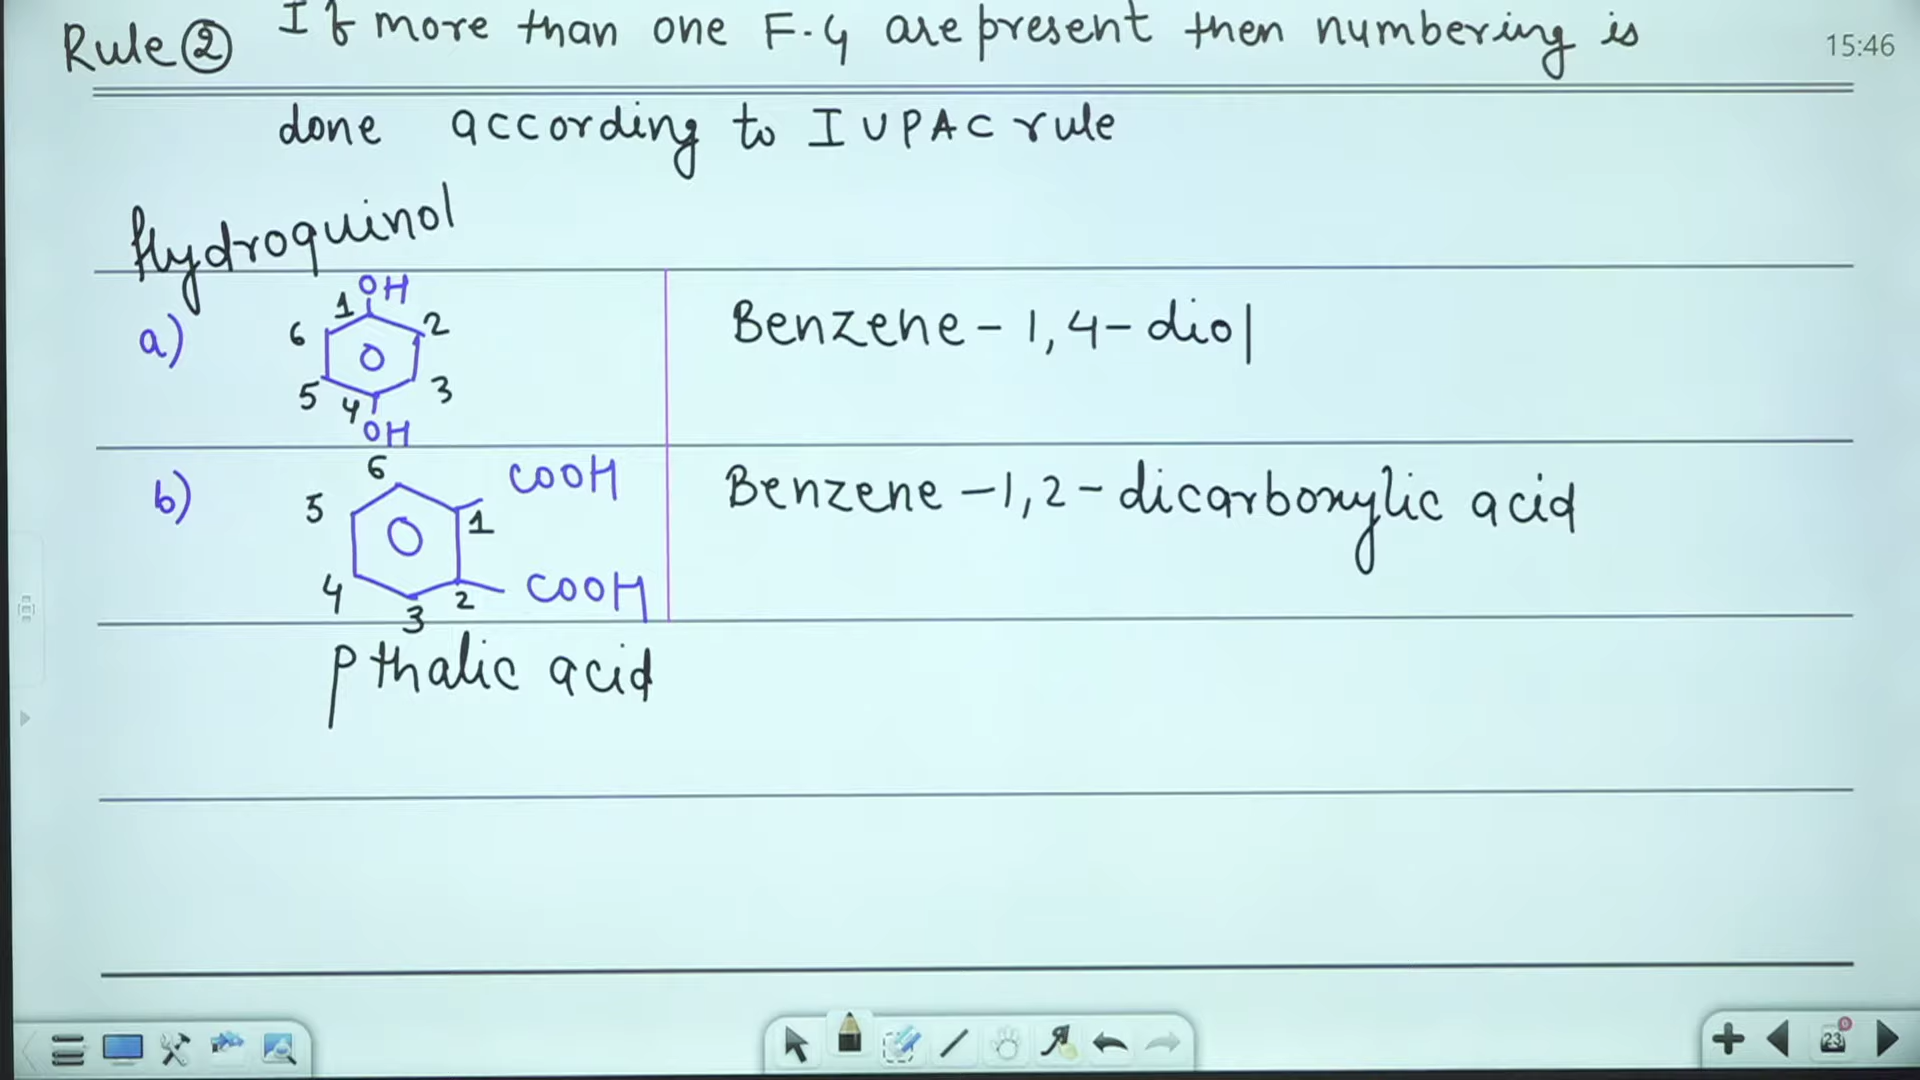 Rule ② If more than one F.G are present then numbering is
15:46
done according to IUPAC rule
Hydroquinol
a)
OH
1
6
2
5
3
4
OH
Benzene-1,4-diol
b)
6
COOH
5
1
4
2
COOH
3
Benzene-1,2-dicarboxylic acid
pthalic acid
23